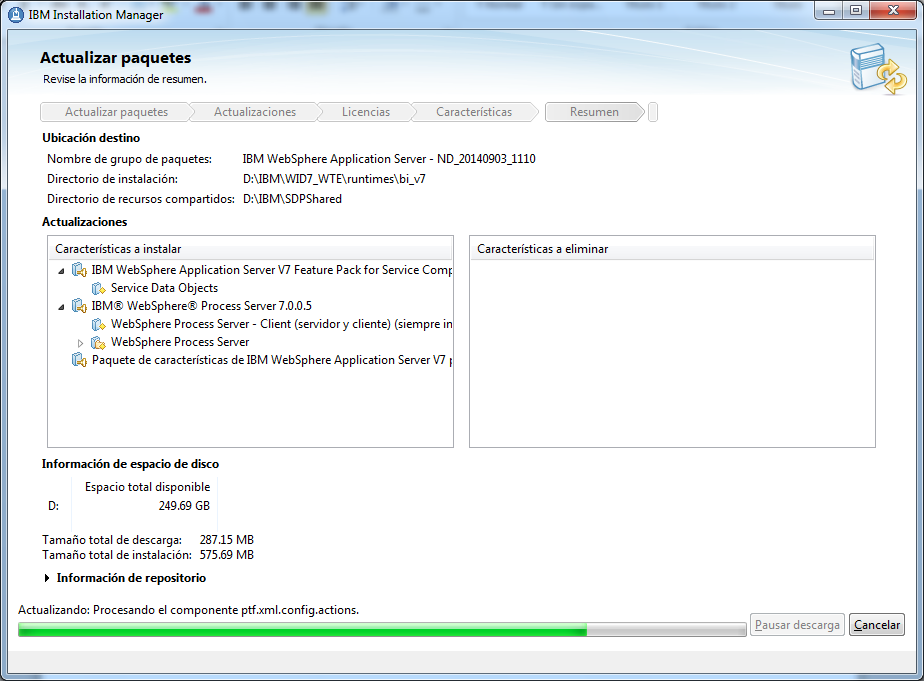 IBM Installation Manager
Actualizar paquetes
Revise la información de resumen.
Actualizar paquetes Actualizaciones Licencias Características Resumen
Ubicación destino
Nombre de grupo de paquetes: IBM WebSphere Application Server - ND_20140903_1110
Directorio de instalación: D:\IBM\WID7_WTE\runtimes\bi_v7
Directorio de recursos compartidos: D:\IBM\SDPShared
Actualizaciones
Características a instalar
IBM WebSphere Application Server V7 Feature Pack for Service Comp
Service Data Objects
IBM® WebSphere® Process Server 7.0.0.5
WebSphere Process Server - Client (servidor y cliente) (siempre in
WebSphere Process Server
Paquete de características de IBM WebSphere Application Server V7 p
Características a eliminar
Información de espacio de disco
Espacio total disponible
D: 249.69 GB
Tamaño total de descarga: 287.15 MB
Tamaño total de instalación: 575.69 MB
Información de repositorio
Actualizando: Procesando el componente ptf.xml.config.actions.
Pausar descarga Cancelar